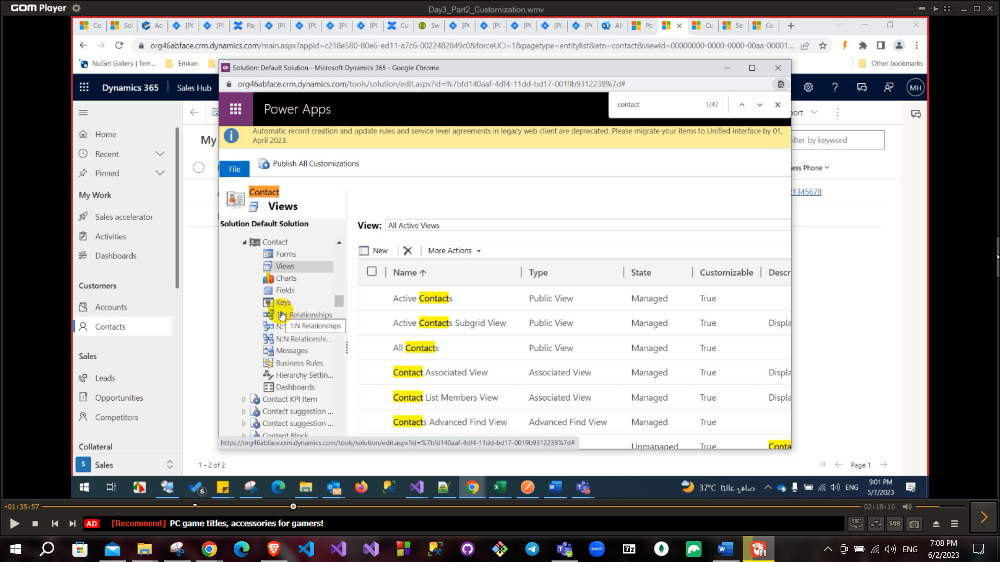 GOM Player
Day3_Part2_Customization.wmv
Co
Sol
Ac
[PC
[PC
Pa
[PC
[PC
[PC
[PC
Cu
Sw
[PC
[PC
[PC
[PC
[PC
All
Po
Cu
Se
Co
org46abface.crm.dynamics.com/main.aspx?appid=c218e580-80e6-ed11-a7c6-0022482849c0&forceUCI=1&pagetype=entitylist&etn=contact&viewid=00000000-0000-0000-00aa-00001...
NuGet Gallery | Tem...
Emkan
Other bookmarks
Solution: Default Solution - Microsoft Dynamics 365 - Google Chrome
org46abface.crm.dynamics.com/tools/solution/edit.aspx?id=%7bfd140aaf-4df4-11dd-bd17-0019b9312238%7d#
Dynamics 365
Sales Hub
MH
Power Apps
contact
1/47
ort
Automatic record creation and update rules and service level agreements in legacy web client are deprecated. Please migrate your items to Unified Interface by 01,
April 2023.
Home
Recent
Pinned
My Work
Sales accelerator
Activities
Dashboards
Customers
Accounts
Contacts
Sales
Leads
Opportunities
Competitors
Collateral
S
Sales
My
ilter by keyword
ess Phone
1345678
File
Publish All Customizations
Contact
Views
Solution Default Solution
Contact
Forms
Views
Charts
Fields
Keys
Relationships
1:N Relationships
N:
N:N Relationshi...
Messages
Business Rules
Hierarchy Settin...
Dashboards
Contact KPI Item
Contact suggestion ...
Contact suggestion ...
Content Block
View:
All Active Views
New
More Actions
Name
Type
State
Customizable
Descr
Active Contacts
Public View
Managed
True
Active Contacts Subgrid View
Public View
Managed
True
Displa
All Contacts
Public View
Managed
True
Contact Associated View
Associated View
Managed
True
Displa
Contact List Members View
Associated View
Managed
True
Displa
Contacts Advanced Find View
Advanced Find View
Managed
True
Unmanaged
True
Conta
https://org46abface.crm.dynamics.com/tools/solution/edit.aspx?id=%7bfd140aaf-4df4-11dd-bd17-0019b9312238%7d#
1 - 2 of 2
Page 1
6
37°C
صافٍ غالبًا
ENG
9:01 PM
5/7/2023
-01:35:57
02:18:10
AD
『Recommend』 PC game titles, accessories for gamers!
360°
SUB
zoom
7z
ENG
7:08 PM
6/2/2023